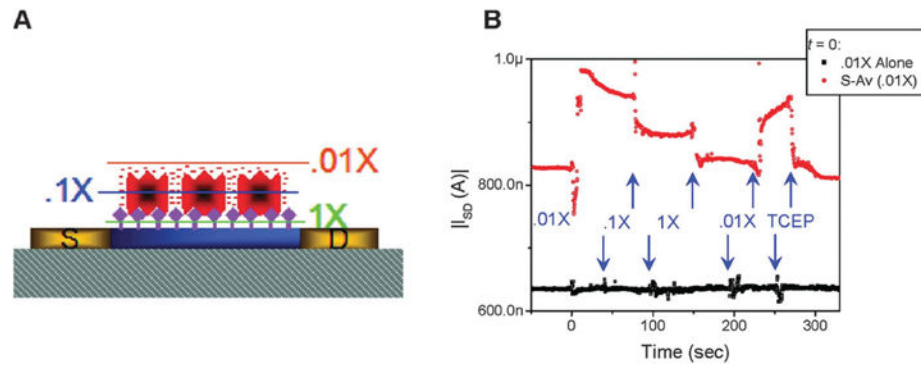 A
.01X
.1X
1X
S
D
B
t = 0:
.01X Alone
S-Av (.01X)
1.0µ
800.0n
600.0n
||SD (A)|
.01X
.1X
1X
.01X
TCEP
0
100
200
300
Time (sec)